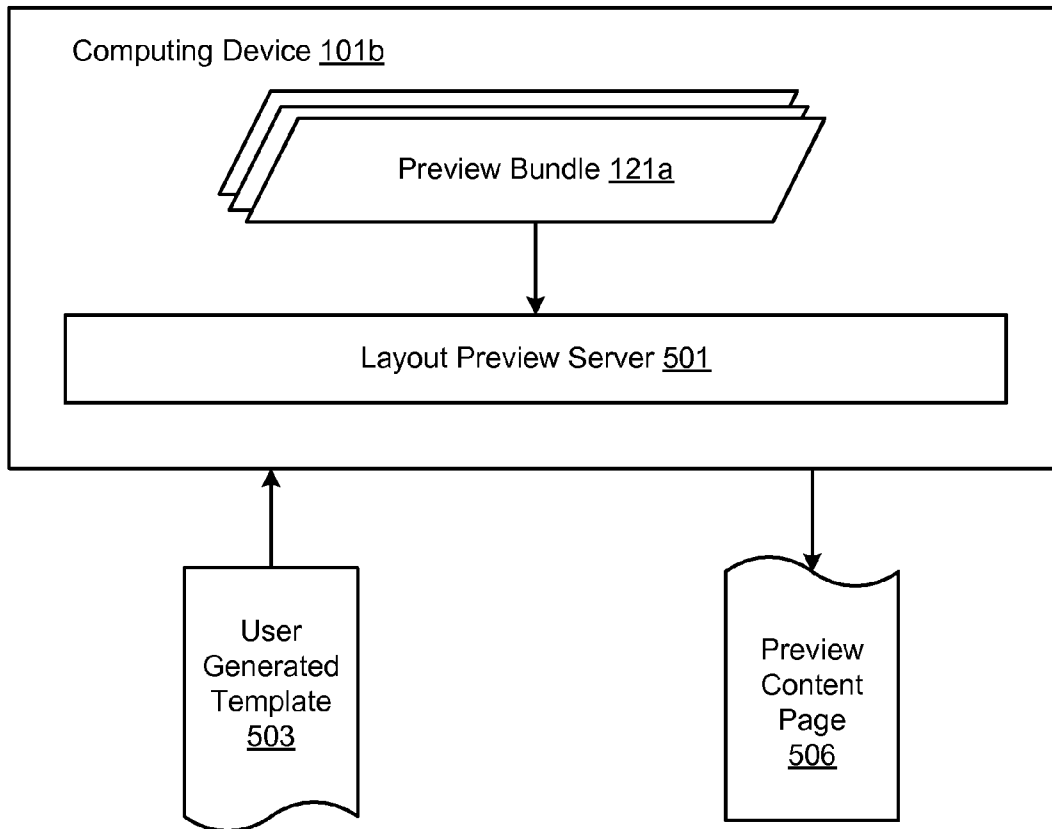 Computing Device 101b
Preview Bundle 121a
Layout Preview Server 501
User
Generated
Template
503
Preview
Content
Page
506